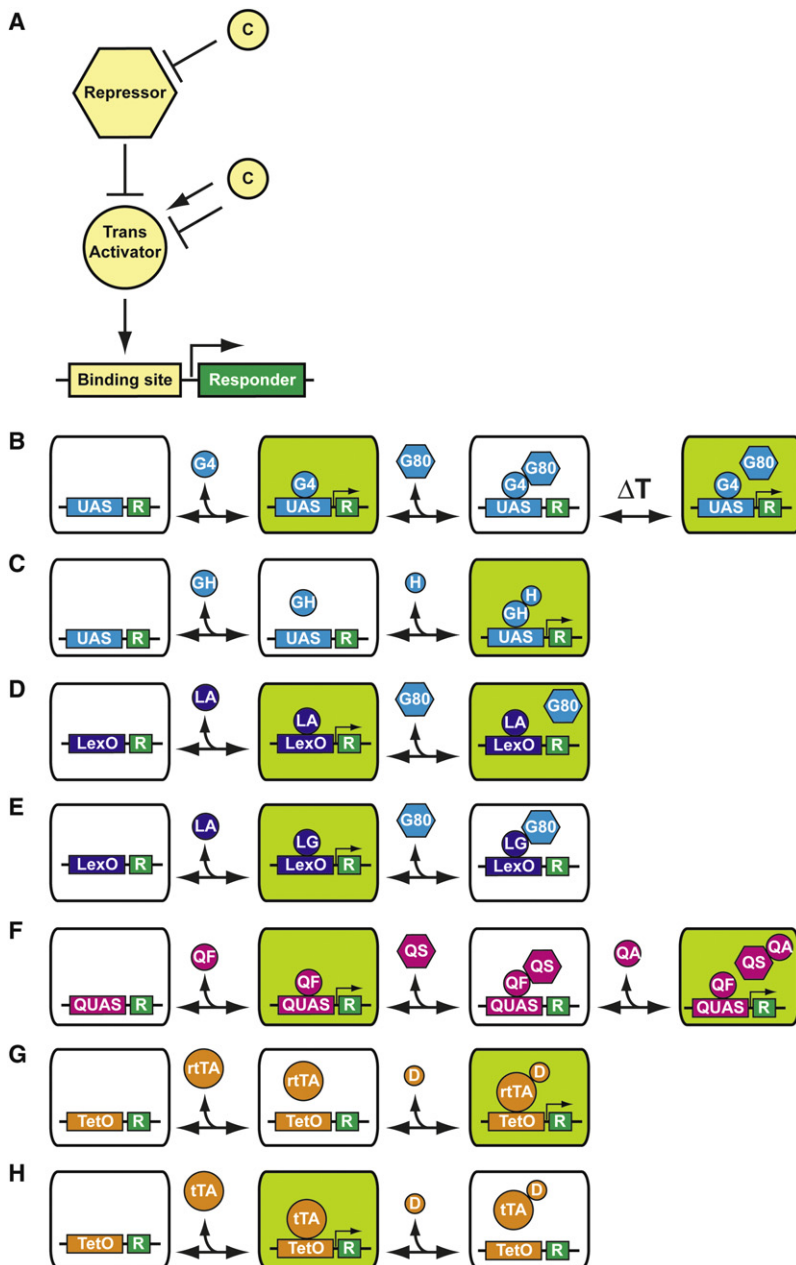 A
C
Repressor
C
Trans
Activator
Binding site
Responder
B
UAS R
G4
G4
UAS R
G80
G4 G80
UAS R
ΔT
G80
G4
UAS R
C
UAS R
GH
GH
UAS R
H
H
GH
UAS R
D
LexO R
LA
LA
LexO R
G80
G80
LA
LexO R
E
LexO R
LA
LG
LexO R
G80
G80
LG
LexO R
F
QUAS R
QF
QF
QUAS R
QS
QS
QF
QUAS R
QA
QA
QS
QF
QUAS R
G
TetO R
rtTA
rtTA
TetO R
D
D
rtTA
TetO R
H
TetO R
tTA
tTA
TetO R
D
D
tTA
TetO R